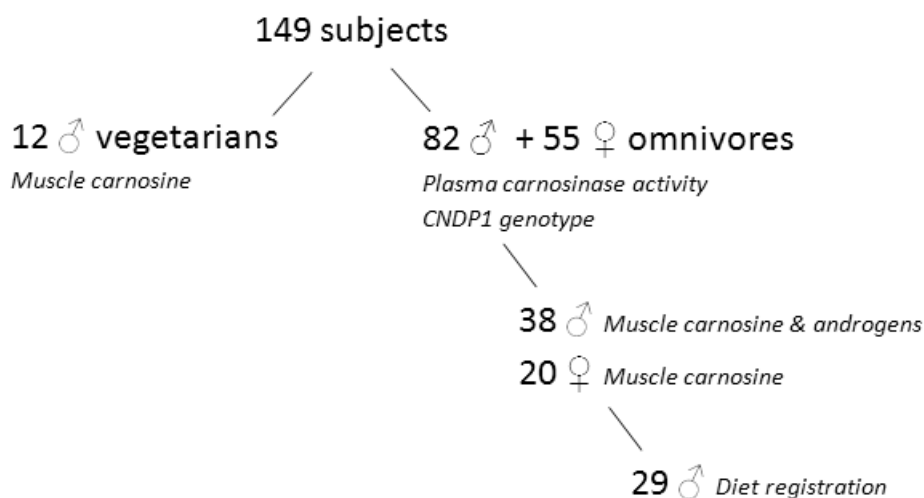 149 subjects
12 ♂ vegetarians
Muscle carnosine
82 ♂ + 55 ♀ omnivores
Plasma carnosinase activity
CNDP1 genotype
38 ♂ Muscle carnosine & androgens
20 ♀ Muscle carnosine
29 ♂ Diet registration